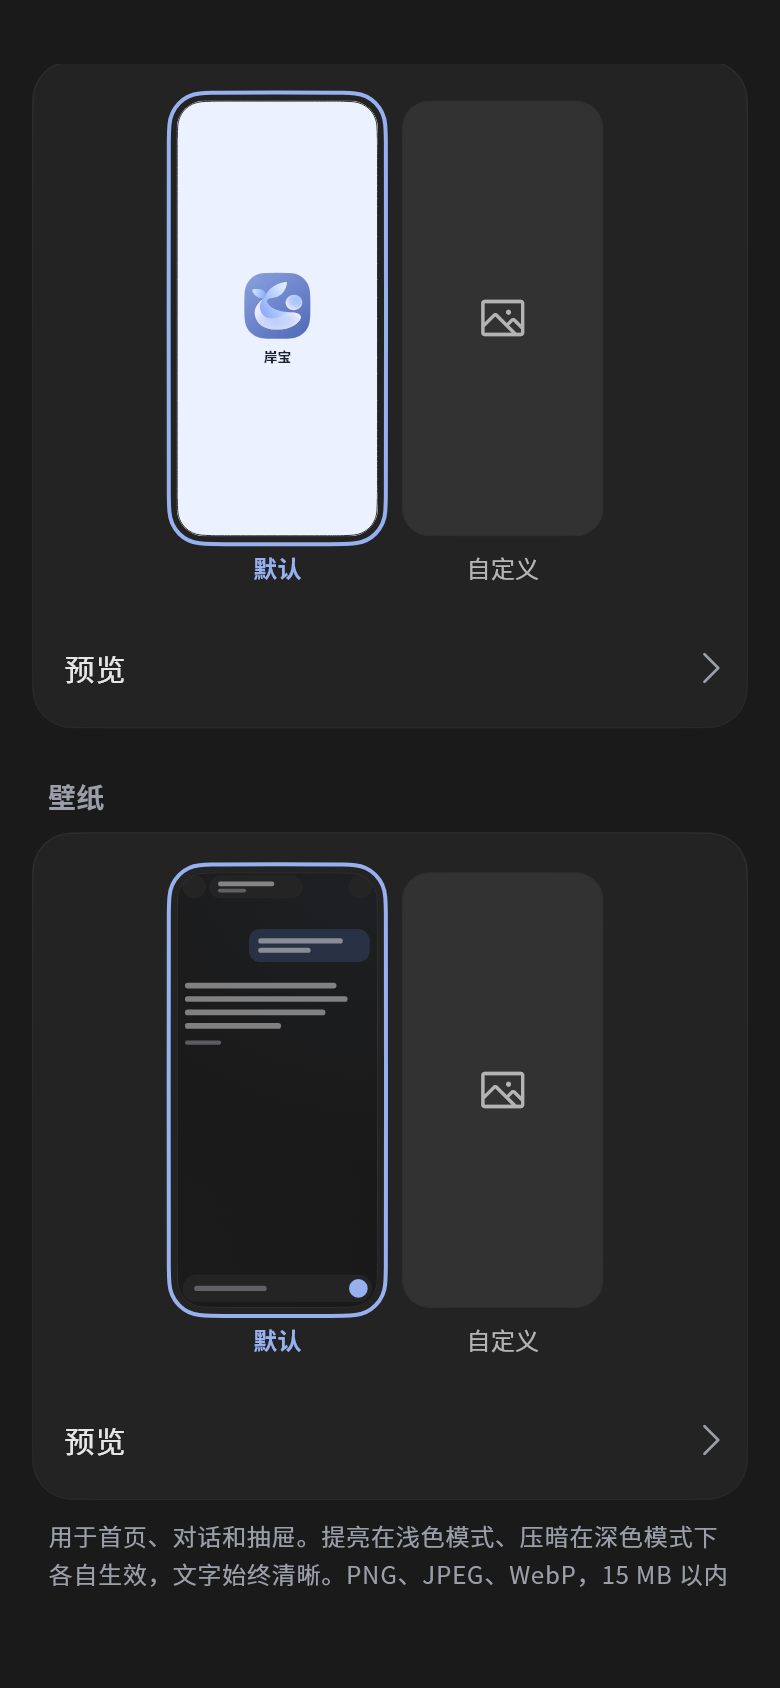 岸宝
默认
自定义
预览
壁纸
默认
自定义
预览
用于首页、对话和抽屉。提亮在浅色模式、压暗在深色模式下
各自生效，文字始终清晰。PNG、JPEG、WebP，15 MB 以内